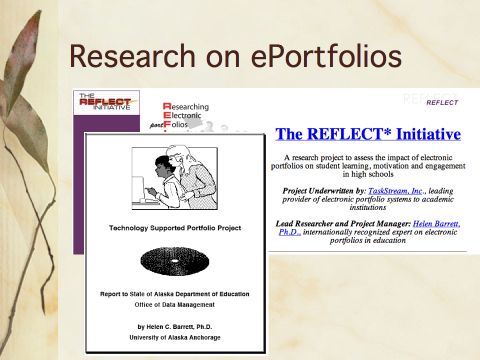 Research on ePortfolios
THE
REFLECT
INITIATIVE
Researching
Electronic
portFolios
REFLECT
REFLECT
The REFLECT* Initiative
A research project to assess the impact of electronic
portfolios on student learning, motivation and engagement
in high schools
Project Underwritten by: TaskStream, Inc., leading
provider of electronic portfolio systems to academic
institutions
Lead Researcher and Project Manager: Helen Barrett,
Ph.D., internationally recognized expert on electronic
portfolios in education
Technology Supported Portfolio Project
Report to State of Alaska Department of Education
Office of Data Management
by Helen C. Barrett, Ph.D.
University of Alaska Anchorage